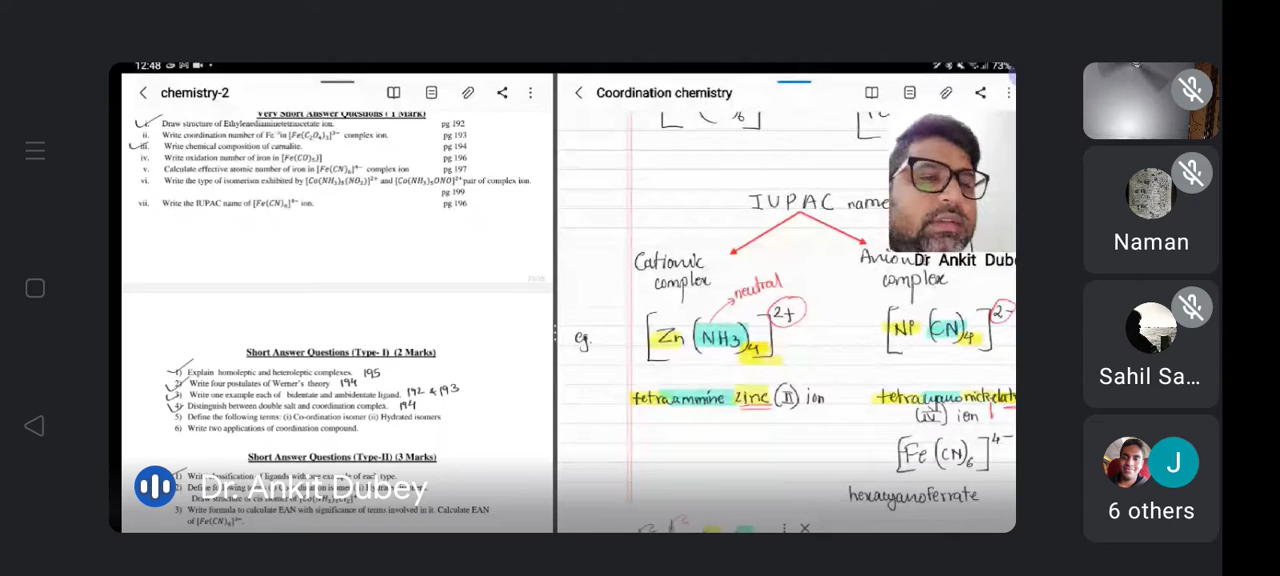 12:48
73%
chemistry-2
Very Short Answer Questions (1 Mark)
i. Draw structure of Ethylenediaminetetraacetate ion. pg 192
ii. Write coordination number of Fe in [Fe(C₂O₄)₃]³⁻ complex ion. pg 193
iii. Write chemical composition of carnalite. pg 194
iv. Write oxidation number of iron in [Fe(CO)₅] pg 196
v. Calculate effective atomic number of iron in [Fe(CN)₆]⁴⁻ complex ion pg 197
vi. Write the type of isomerism exhibited by [Co(NH₃)₅(NO₂)]²⁺ and [Co(NH₃)₅ONO]²⁺ pair of complex ion.
pg 199
vii. Write the IUPAC name of [Fe(CN)₆]⁴⁻ ion. pg 196
Short Answer Questions (Type- I) (2 Marks)
1) Explain homoleptic and heteroleptic complexes. 195
2) Write four postulates of Werner's theory 194
3) Write one example each of bidentate and ambidentate ligand. 192 & 193
4) Distinguish between double salt and coordination complex. 194
5) Define the following terms: (i) Co-ordination isomer (ii) Hydrated isomers
6) Write two applications of coordination compound.
Short Answer Questions (Type-II) (3 Marks)
1)
2)
3) Write formula to calculate EAN with significance of terms involved in it. Calculate EAN
of [Fe(CN)₆]
Dr. Ankit Dubey
Coordination chemistry
IUPAC name
Cationic
complex
neutral
complex
eg.
[Zn(NH3)4]2+
[Ni(CN)4]2-
tetraammine zinc (II) ion
ion
[Fe(CN)6]4-
hexacyanoferrate
Dr Ankit Dube
Naman
Sahil Sa...
J
6 others